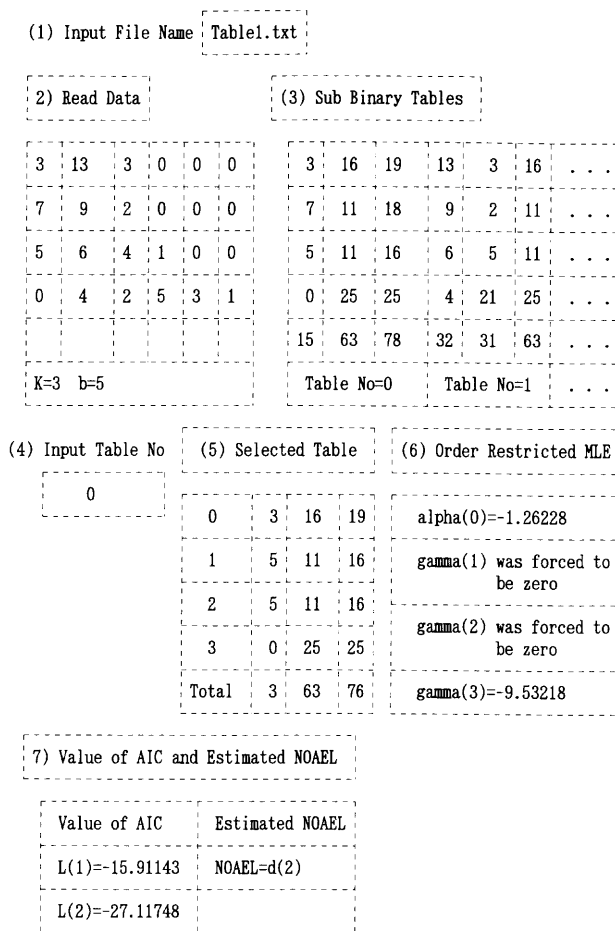 (1) Input File Name Table1.txt
2) Read Data
(3) Sub Binary Tables
3 13 3 0 0 0
7 9 2 0 0 0
5 6 4 1 0 0
0 4 2 5 3 1
K=3 b=5
3 16 19 13 3 16 ...
7 11 18 9 2 11 ...
5 11 16 6 5 11 ...
0 25 25 4 21 25 ...
15 63 78 32 31 63 ...
Table No=0 Table No=1 ...
(4) Input Table No
0
(5) Selected Table
0 3 16 19
1 5 11 16
2 5 11 16
3 0 25 25
Total 3 63 76
(6) Order Restricted MLE
alpha(0)=-1.26228
gamma(1) was forced to
be zero
gamma(2) was forced to
be zero
gamma(3)=-9.53218
7) Value of AIC and Estimated NOAEL
Value of AIC Estimated NOAEL
L(1)=-15.91143 NOAEL=d(2)
L(2)=-27.11748